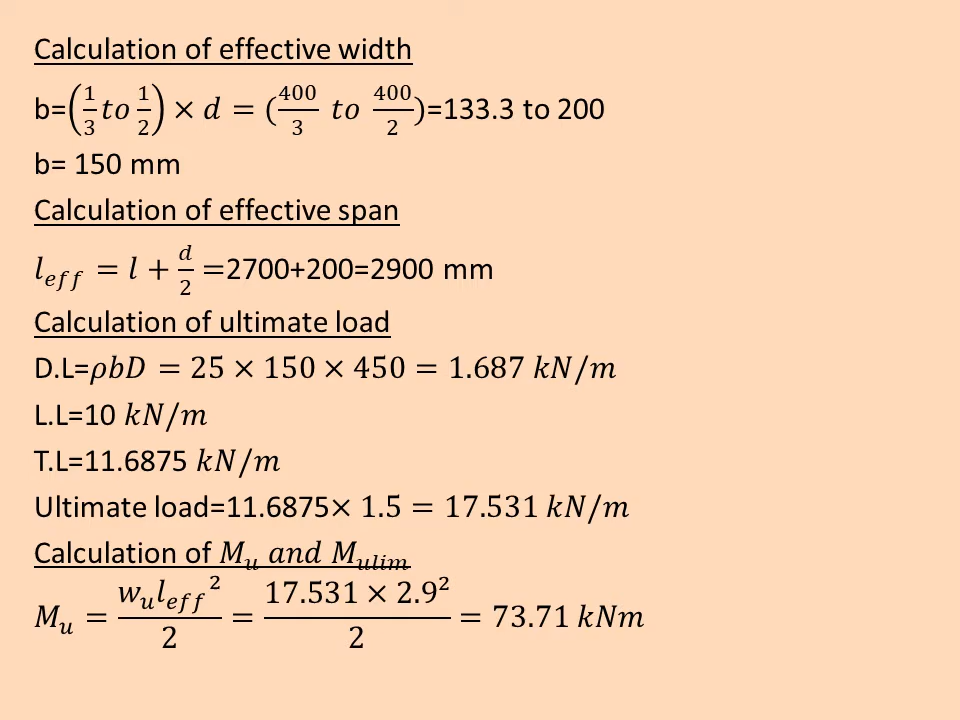 Calculation of effective width
b=(1/3 to 1/2) × d = (400/3 to 400/2)=133.3 to 200
b= 150 mm
Calculation of effective span
l_eff = l + d/2 =2700+200=2900 mm
Calculation of ultimate load
D.L=ρbD = 25 × 150 × 450 = 1.687 kN/m
L.L=10 kN/m
T.L=11.6875 kN/m
Ultimate load=11.6875× 1.5 = 17.531 kN/m
Calculation of M_u and M_ulim
M_u = w_u l_eff²/2 = 17.531 × 2.9²/2 = 73.71 kNm